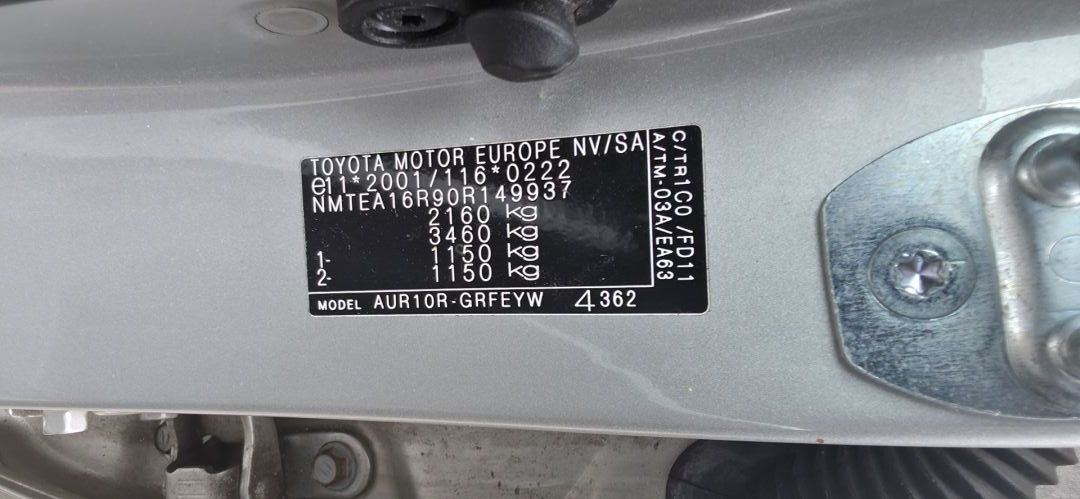 TOYOTA MOTOR EUROPE NV/SA
e11*2001/116*0222
NMTEA16R90R149937
2160 kg
3460 kg
1- 1150 kg
2- 1150 kg
MODEL AUR10R-GRFEYW 4362
C/TR1C0 /FD11
A/TM-03A/EA63